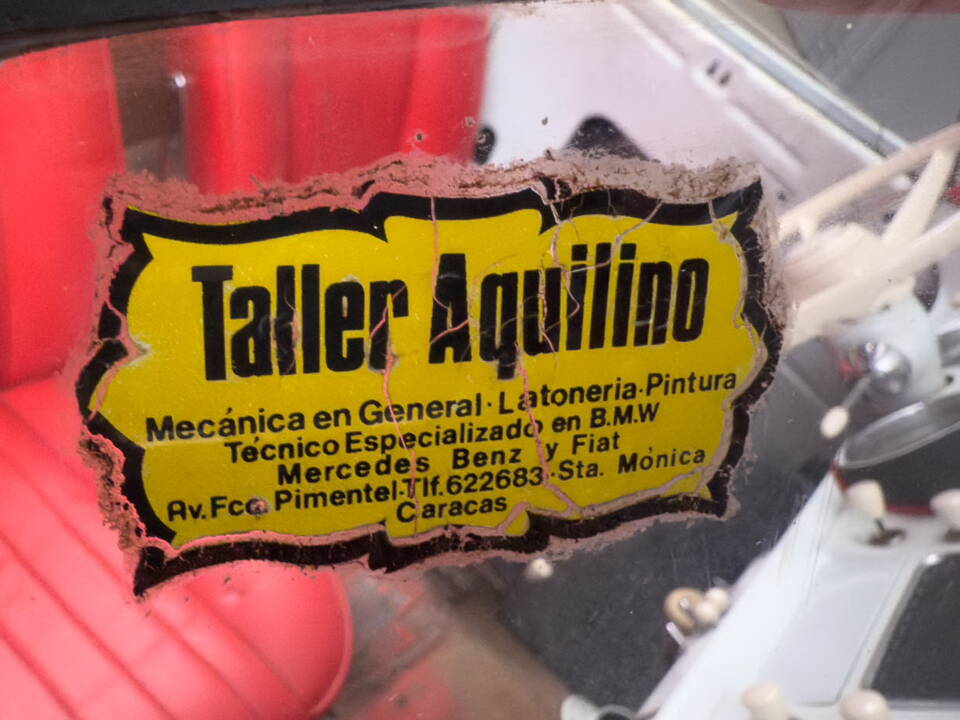 Taller Aquilino
Mecánica en General · Latoneria · Pintura
Técnico Especializado en B.M.W
Mercedes Benz y Fiat
Av. Fco Pimentel · Tlf. 622683 · Sta. Mónica
Caracas